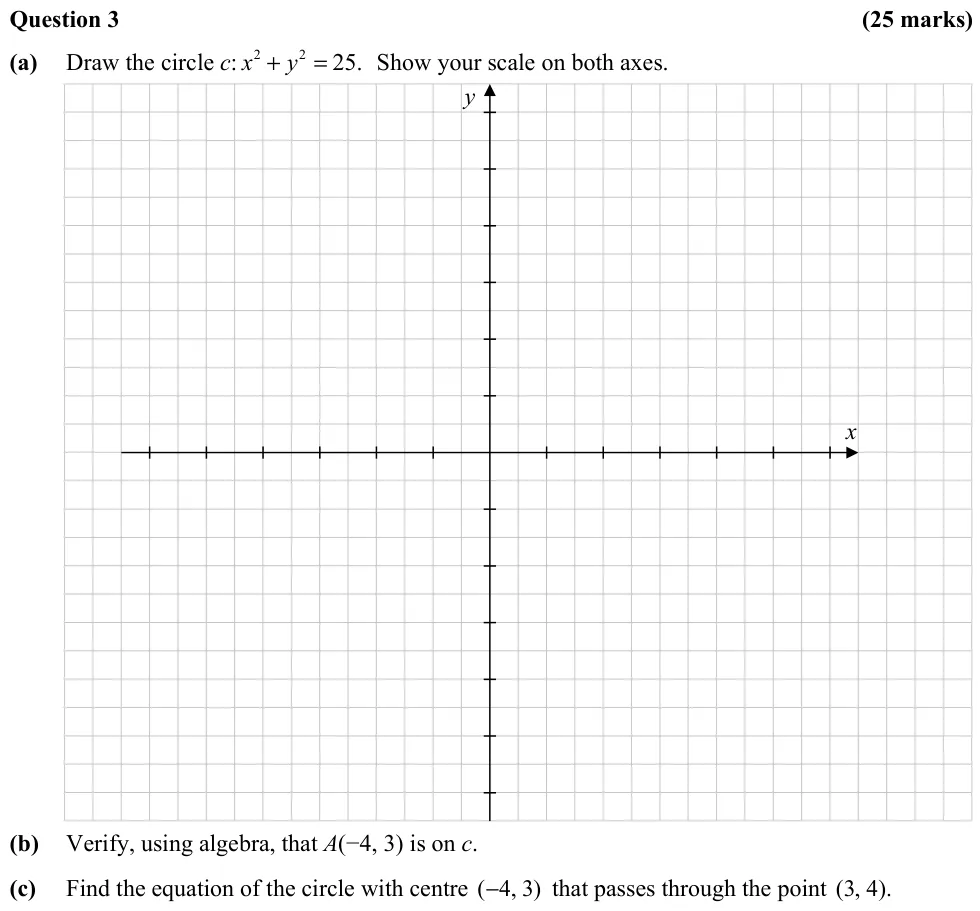 Question 3 (25 marks)
(a) Draw the circle c: x² + y² = 25. Show your scale on both axes.
y
x
(b) Verify, using algebra, that A(−4, 3) is on c.
(c) Find the equation of the circle with centre (−4, 3) that passes through the point (3, 4).